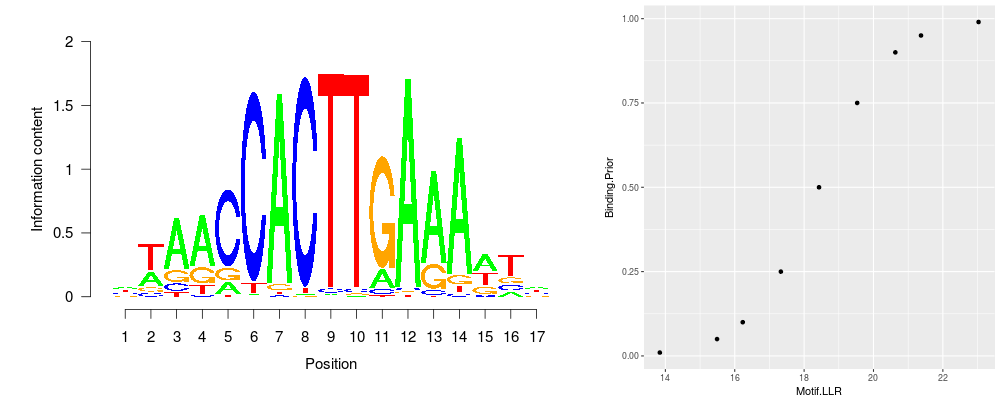 2
1.5
1
0.5
0
Information content
TAACCACTTGAAAAT
1 2 3 4 5 6 7 8 9 10 11 12 13 14 15 16 17
Position
1.00
0.75
0.50
0.25
0.00
Binding.Prior
14 16 18 20 22
Motif.LLR